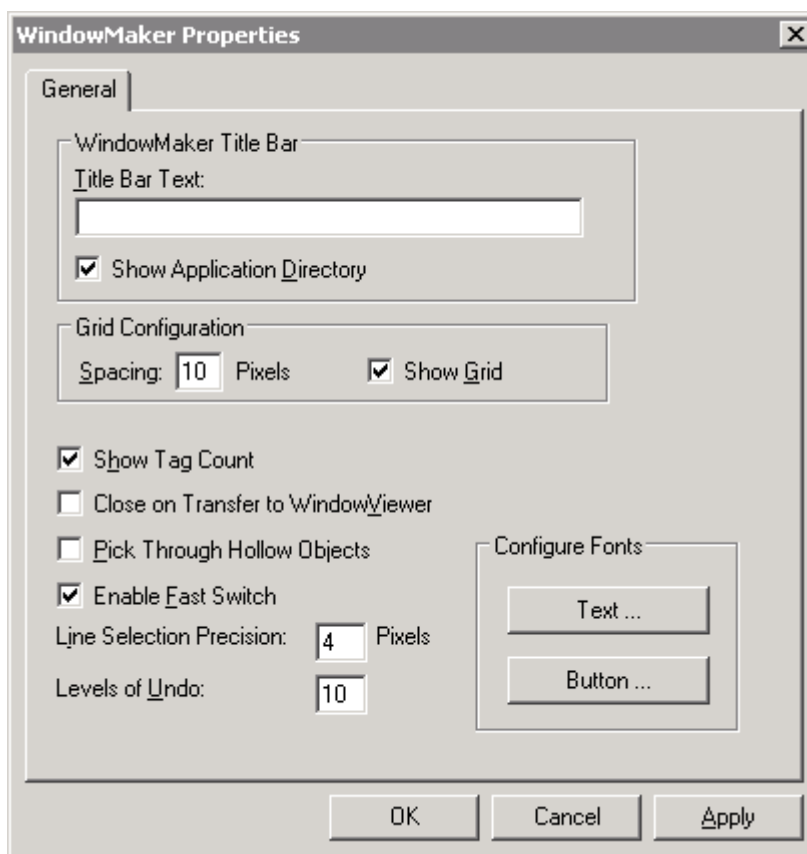 WindowMaker Properties
General
WindowMaker Title Bar
Title Bar Text:
Show Application Directory
Grid Configuration
Spacing: 10 Pixels Show Grid
Show Tag Count
Close on Transfer to WindowViewer
Pick Through Hollow Objects
Enable Fast Switch
Line Selection Precision: 4 Pixels
Levels of Undo: 10
Configure Fonts
Text ...
Button ...
OK Cancel Apply